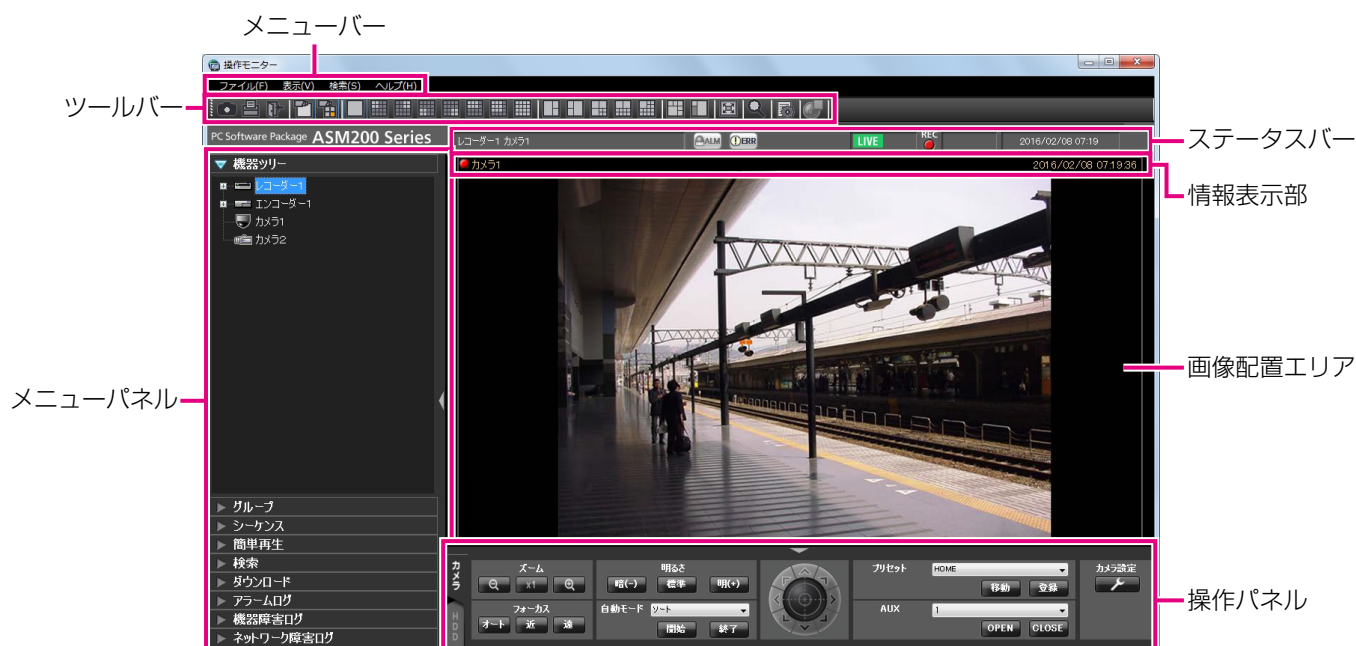 メニューバー
操作モニター
ファイル(F) 表示(V) 検索(S) ヘルプ(H)
ツールバー
PC Software Package ASM200 Series
レコーダー1 カメラ1 ALM ERR LIVE REC 2016/02/08 07:19
ステータスバー
機器ツリー
カメラ1 2016/02/08 07:19:36
情報表示部
レコーダー1
エンコーダー1
カメラ1
カメラ2
画像配置エリア
メニューパネル
グループ
シーケンス
簡単再生
検索
ダウンロード
アラームログ
機器障害ログ
ネットワーク障害ログ
カメラ
HDD
ズーム
x1
フォーカス
オート 近 遠
明るさ
暗(-) 標準 明(+)
自動モード ソート
開始 終了
プリセット HOME
移動 登録
AUX 1
OPEN CLOSE
カメラ設定
操作パネル